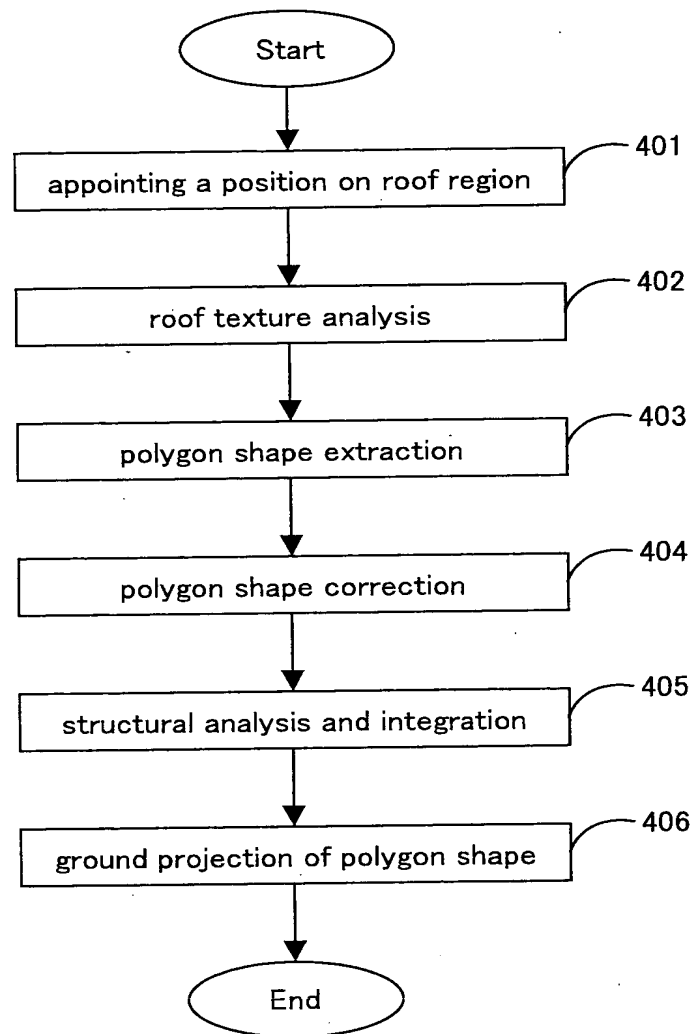 Start
401
appointing a position on roof region
402
roof texture analysis
403
polygon shape extraction
404
polygon shape correction
405
structural analysis and integration
406
ground projection of polygon shape
End